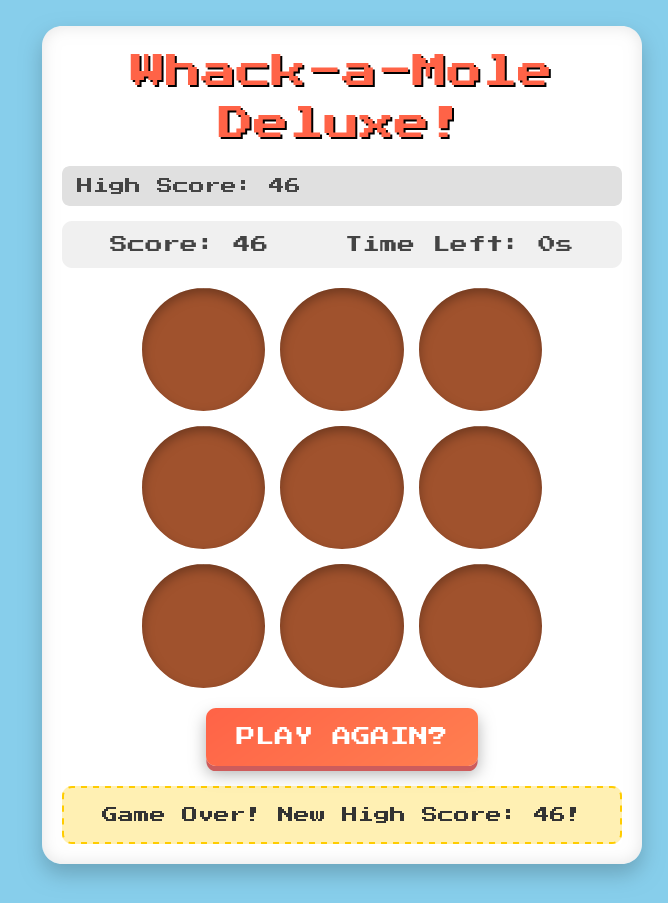 Whack-a-Mole
Deluxe!
High Score: 46
Score: 46 Time Left: 0s
PLAY AGAIN?
Game Over! New High Score: 46!